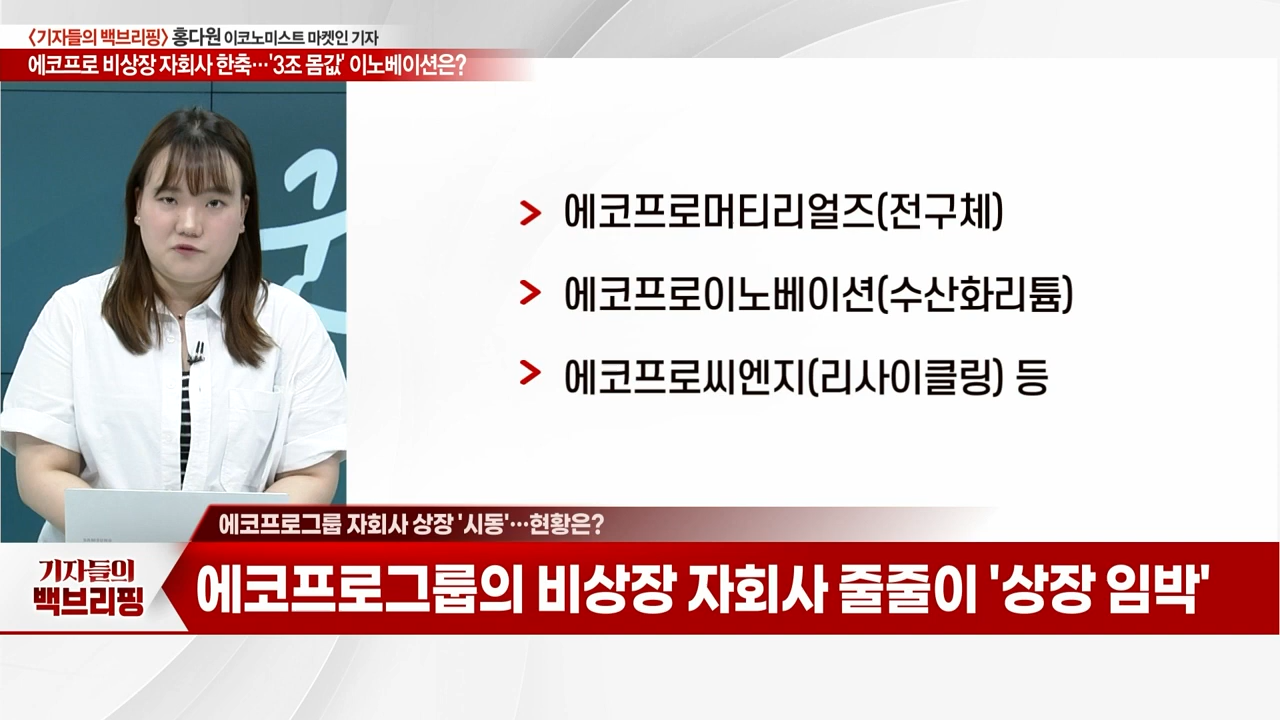 <기자들의 백브리핑> 홍다원 이코노미스트 마켓인 기자
에코프로 비상장 자회사 한축…'3조 몸값' 이노베이션은?
> 에코프로머티리얼즈(전구체)
> 에코프로이노베이션(수산화리튬)
> 에코프로씨엔지(리사이클링) 등
에코프로그룹 자회사 상장 '시동'…현황은?
기자들의
백브리핑
에코프로그룹의 비상장 자회사 줄줄이 '상장 임박'